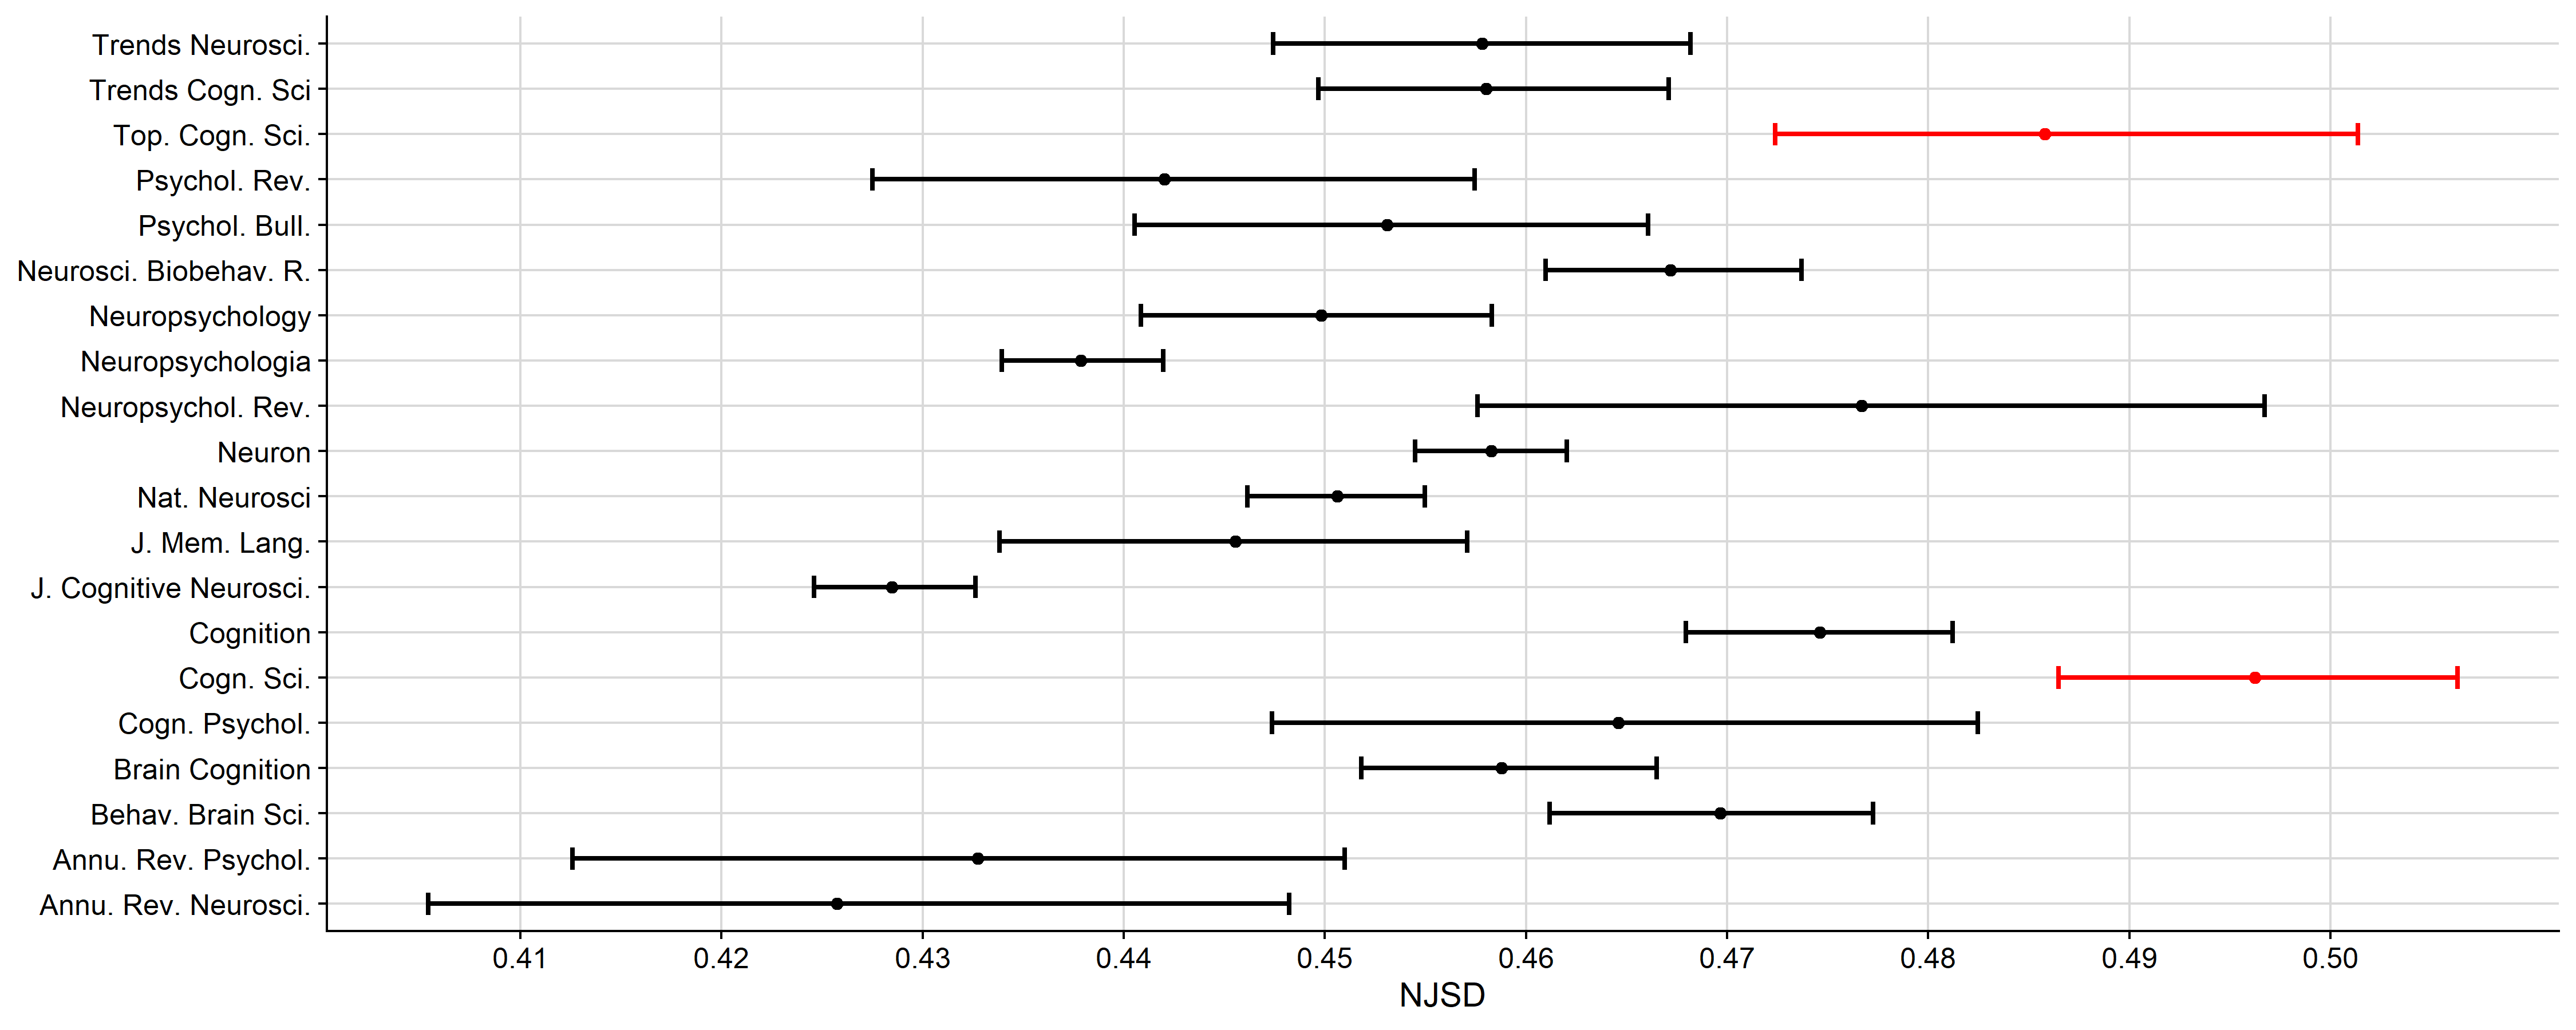 Trends Neurosci.
Trends Cogn. Sci
Top. Cogn. Sci.
Psychol. Rev.
Psychol. Bull.
Neurosci. Biobehav. R.
Neuropsychology
Neuropsychologia
Neuropsychol. Rev.
Neuron
Nat. Neurosci
J. Mem. Lang.
J. Cognitive Neurosci.
Cognition
Cogn. Sci.
Cogn. Psychol.
Brain Cognition
Behav. Brain Sci.
Annu. Rev. Psychol.
Annu. Rev. Neurosci.
0.41 0.42 0.43 0.44 0.45 0.46 0.47 0.48 0.49 0.50
NJSD